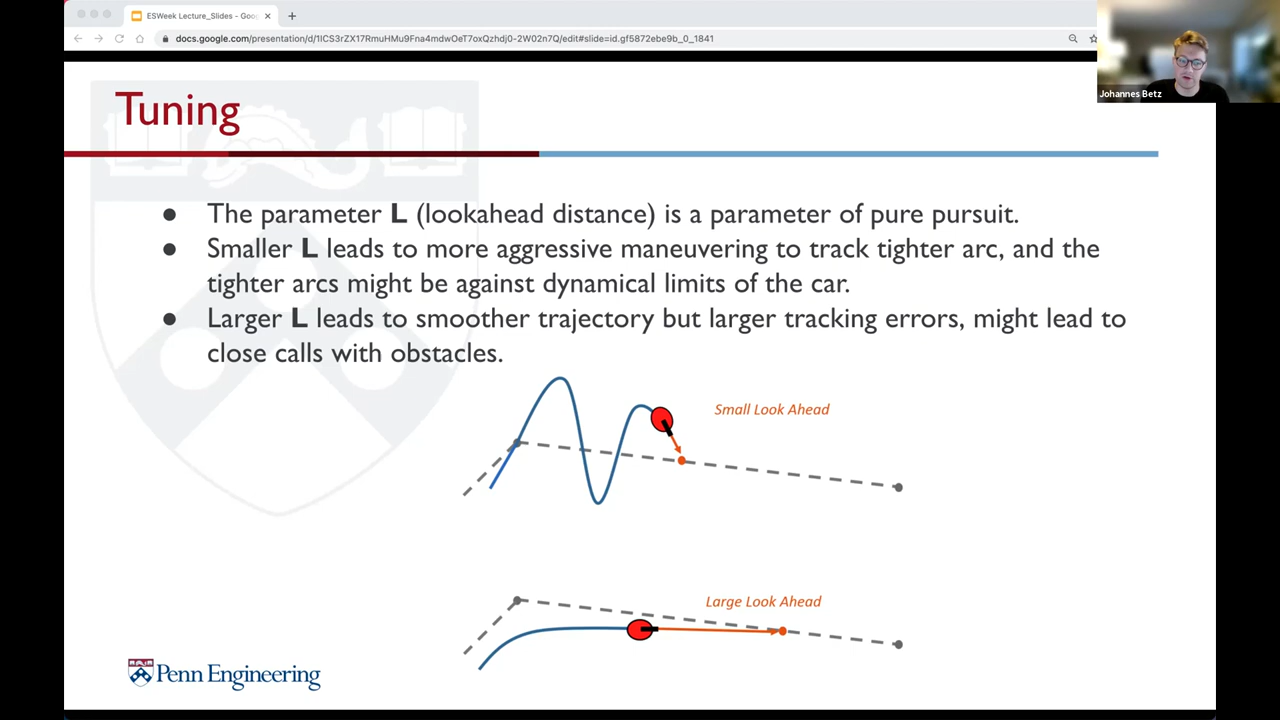 ESWeek Lecture_Slides - Goo
docs.google.com/presentation/d/1ICS3rZX17RmuHMu9Fna4mdwOeT7oxQzhdj0-2W02n7Q/edit#slide=id.gf5872ebe9b_0_1841
Johannes Betz
Tuning
● The parameter L (lookahead distance) is a parameter of pure pursuit.
● Smaller L leads to more aggressive maneuvering to track tighter arc, and the
tighter arcs might be against dynamical limits of the car.
● Larger L leads to smoother trajectory but larger tracking errors, might lead to
close calls with obstacles.
Small Look Ahead
Large Look Ahead
Penn Engineering